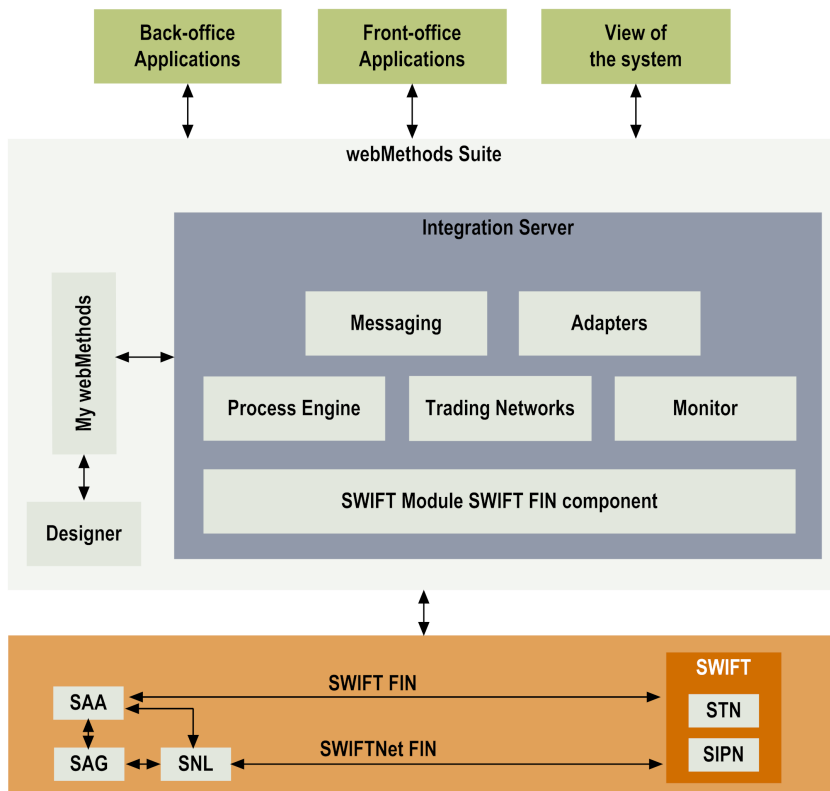 Back-office
Applications
Front-office
Applications
View of
the system
webMethods Suite
Integration Server
My webMethods
Messaging
Adapters
Process Engine
Trading Networks
Monitor
SWIFT Module SWIFT FIN component
Designer
SWIFT FIN
SWIFT
SAA
STN
SWIFTNet FIN
SIPN
SAG
SNL